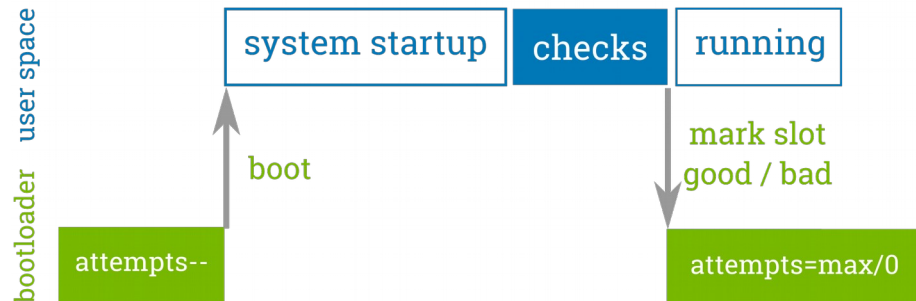 user space
system startup
checks
running
boot
mark slot
good / bad
bootloader
attempts--
attempts=max/0